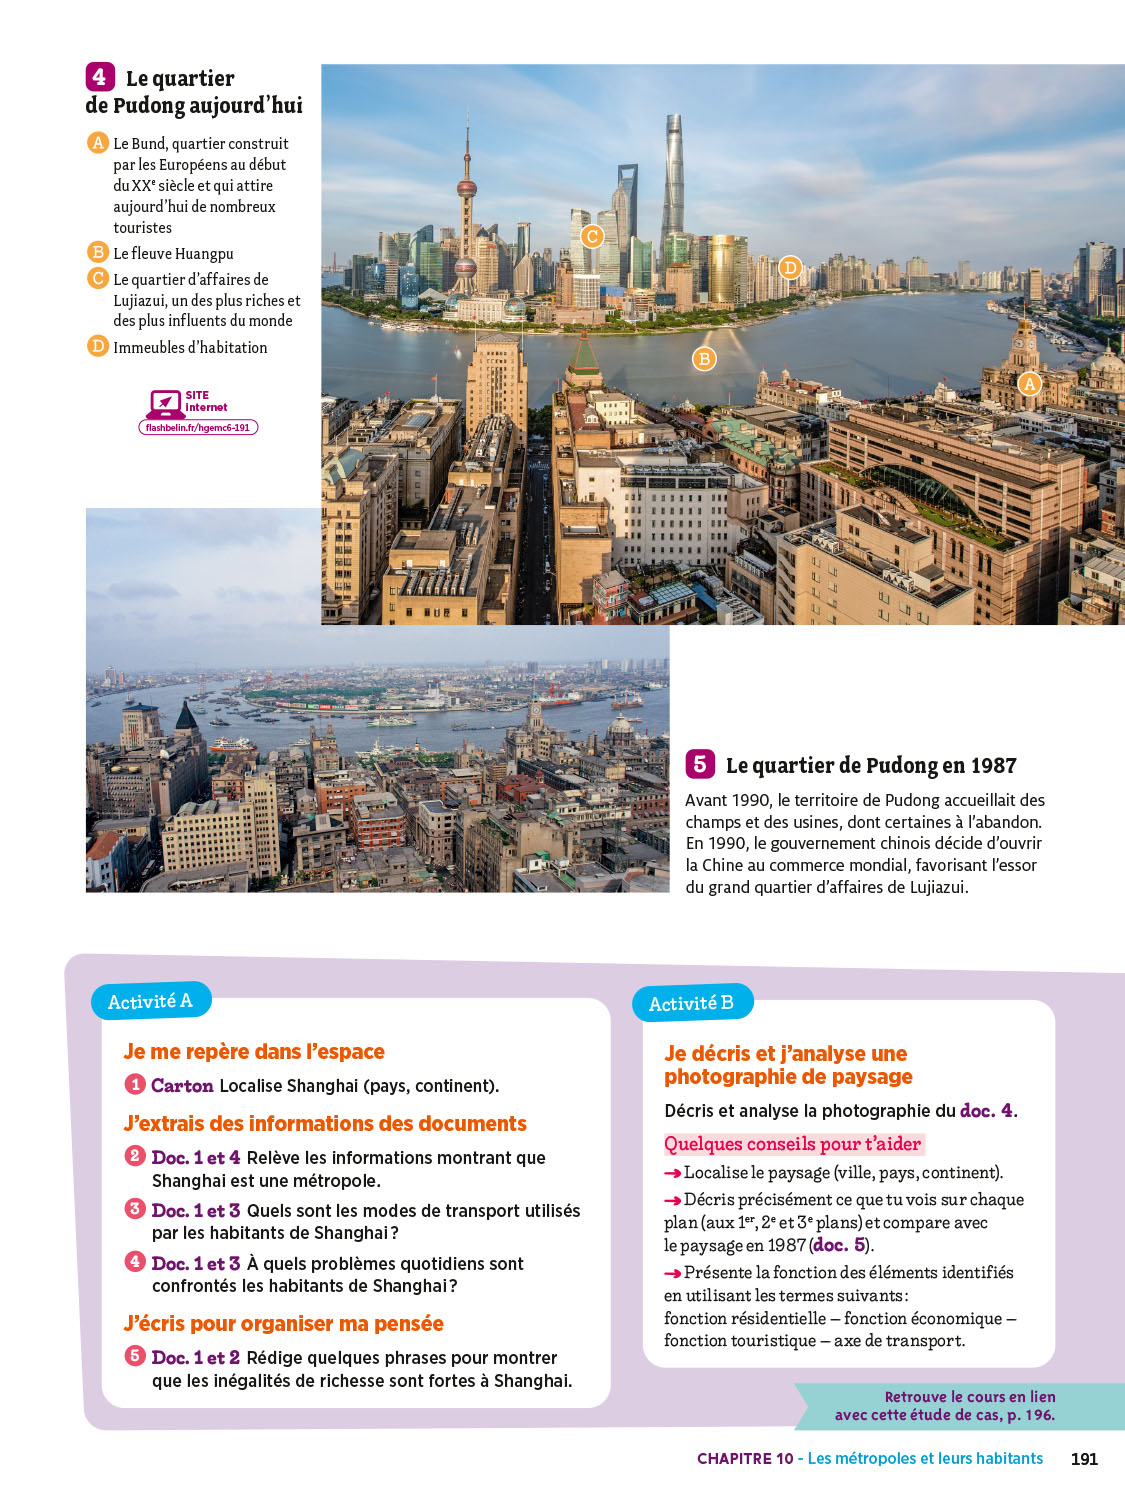 4 Le quartier
de Pudong aujourd’hui
A Le Bund, quartier construit
par les Européens au début
du XXe siècle et qui attire
aujourd’hui de nombreux
touristes
B Le fleuve Huangpu
C Le quartier d’affaires de
Lujiazui, un des plus riches et
des plus influents du monde
D Immeubles d’habitation
SITE
internet
flashbelin.fr/hgemc6-191
C
D
B
A
5 Le quartier de Pudong en 1987
Avant 1990, le territoire de Pudong accueillait des
champs et des usines, dont certaines à l’abandon.
En 1990, le gouvernement chinois décide d’ouvrir
la Chine au commerce mondial, favorisant l’essor
du grand quartier d’affaires de Lujiazui.
Activité A
Je me repère dans l’espace
1 Carton Localise Shanghai (pays, continent).
J’extrais des informations des documents
2 Doc. 1 et 4 Relève les informations montrant que
Shanghai est une métropole.
3 Doc. 1 et 3 Quels sont les modes de transport utilisés
par les habitants de Shanghai ?
4 Doc. 1 et 3 À quels problèmes quotidiens sont
confrontés les habitants de Shanghai ?
J’écris pour organiser ma pensée
5 Doc. 1 et 2 Rédige quelques phrases pour montrer
que les inégalités de richesse sont fortes à Shanghai.
Activité B
Je décris et j’analyse une
photographie de paysage
Décris et analyse la photographie du doc. 4.
Quelques conseils pour t’aider
→ Localise le paysage (ville, pays, continent).
→ Décris précisément ce que tu vois sur chaque
plan (aux 1er, 2e et 3e plans) et compare avec
le paysage en 1987 (doc. 5).
→ Présente la fonction des éléments identifiés
en utilisant les termes suivants :
fonction résidentielle – fonction économique –
fonction touristique – axe de transport.
Retrouve le cours en lien
avec cette étude de cas, p. 196.
CHAPITRE 10 - Les métropoles et leurs habitants 191